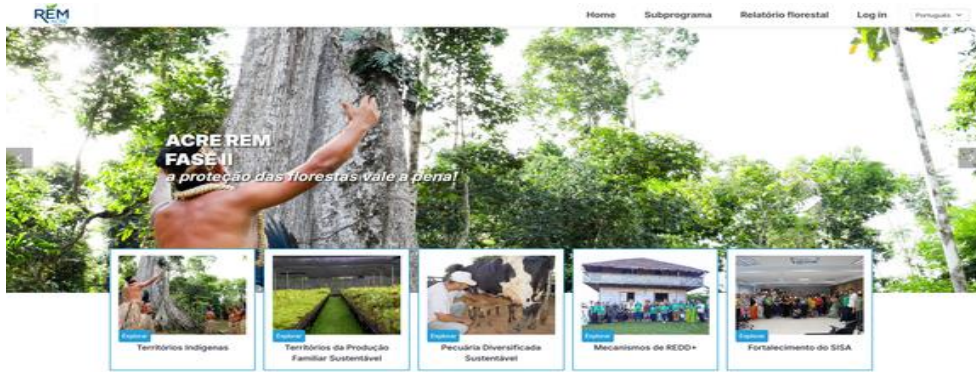 REM
ACRE
Home Subprograma Relatório florestal Log in Português
ACRE REM
FASE II
a proteção das florestas vale a pena!
Explorar Explorar Explorar Explorar Explorar
Territórios Indígenas
Territórios da Produção
Familiar Sustentável
Pecuária Diversificada
Sustentável
Mecanismos de REDD+
Fortalecimento do SISA